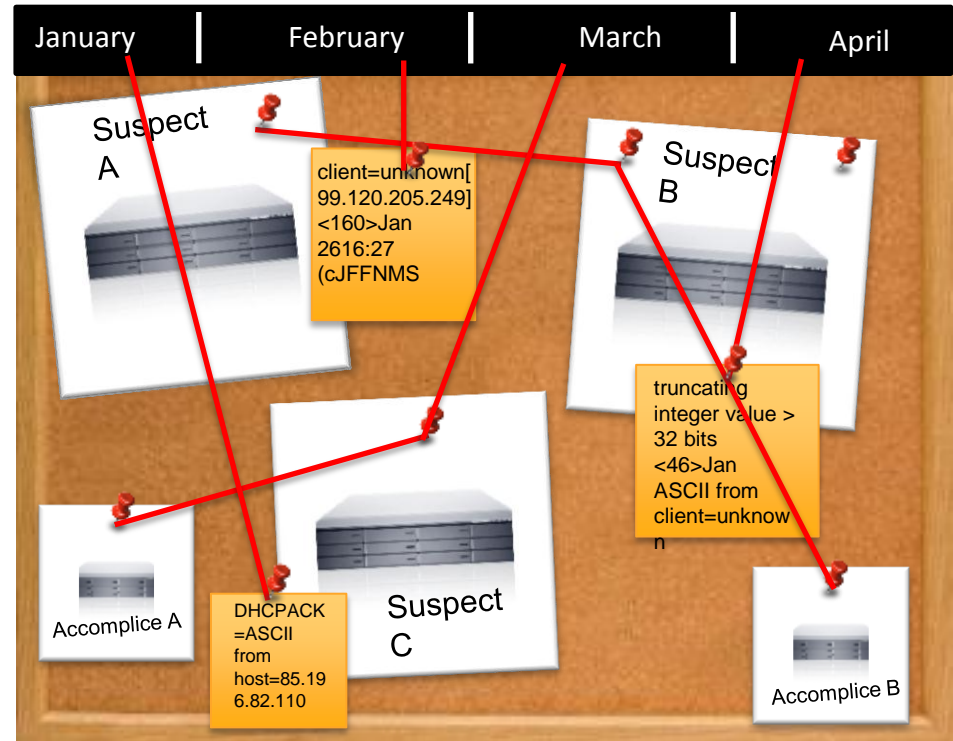 January
February
March
April
Suspect
A
client=unknown[
99.120.205.249]
<160>Jan
2616:27
(cJFFNMS
Suspect
B
truncating
integer value >
32 bits
<46>Jan
ASCII from
client=unknow
n
Accomplice A
DHCPACK
=ASCII
from
host=85.19
6.82.110
Suspect
C
Accomplice B